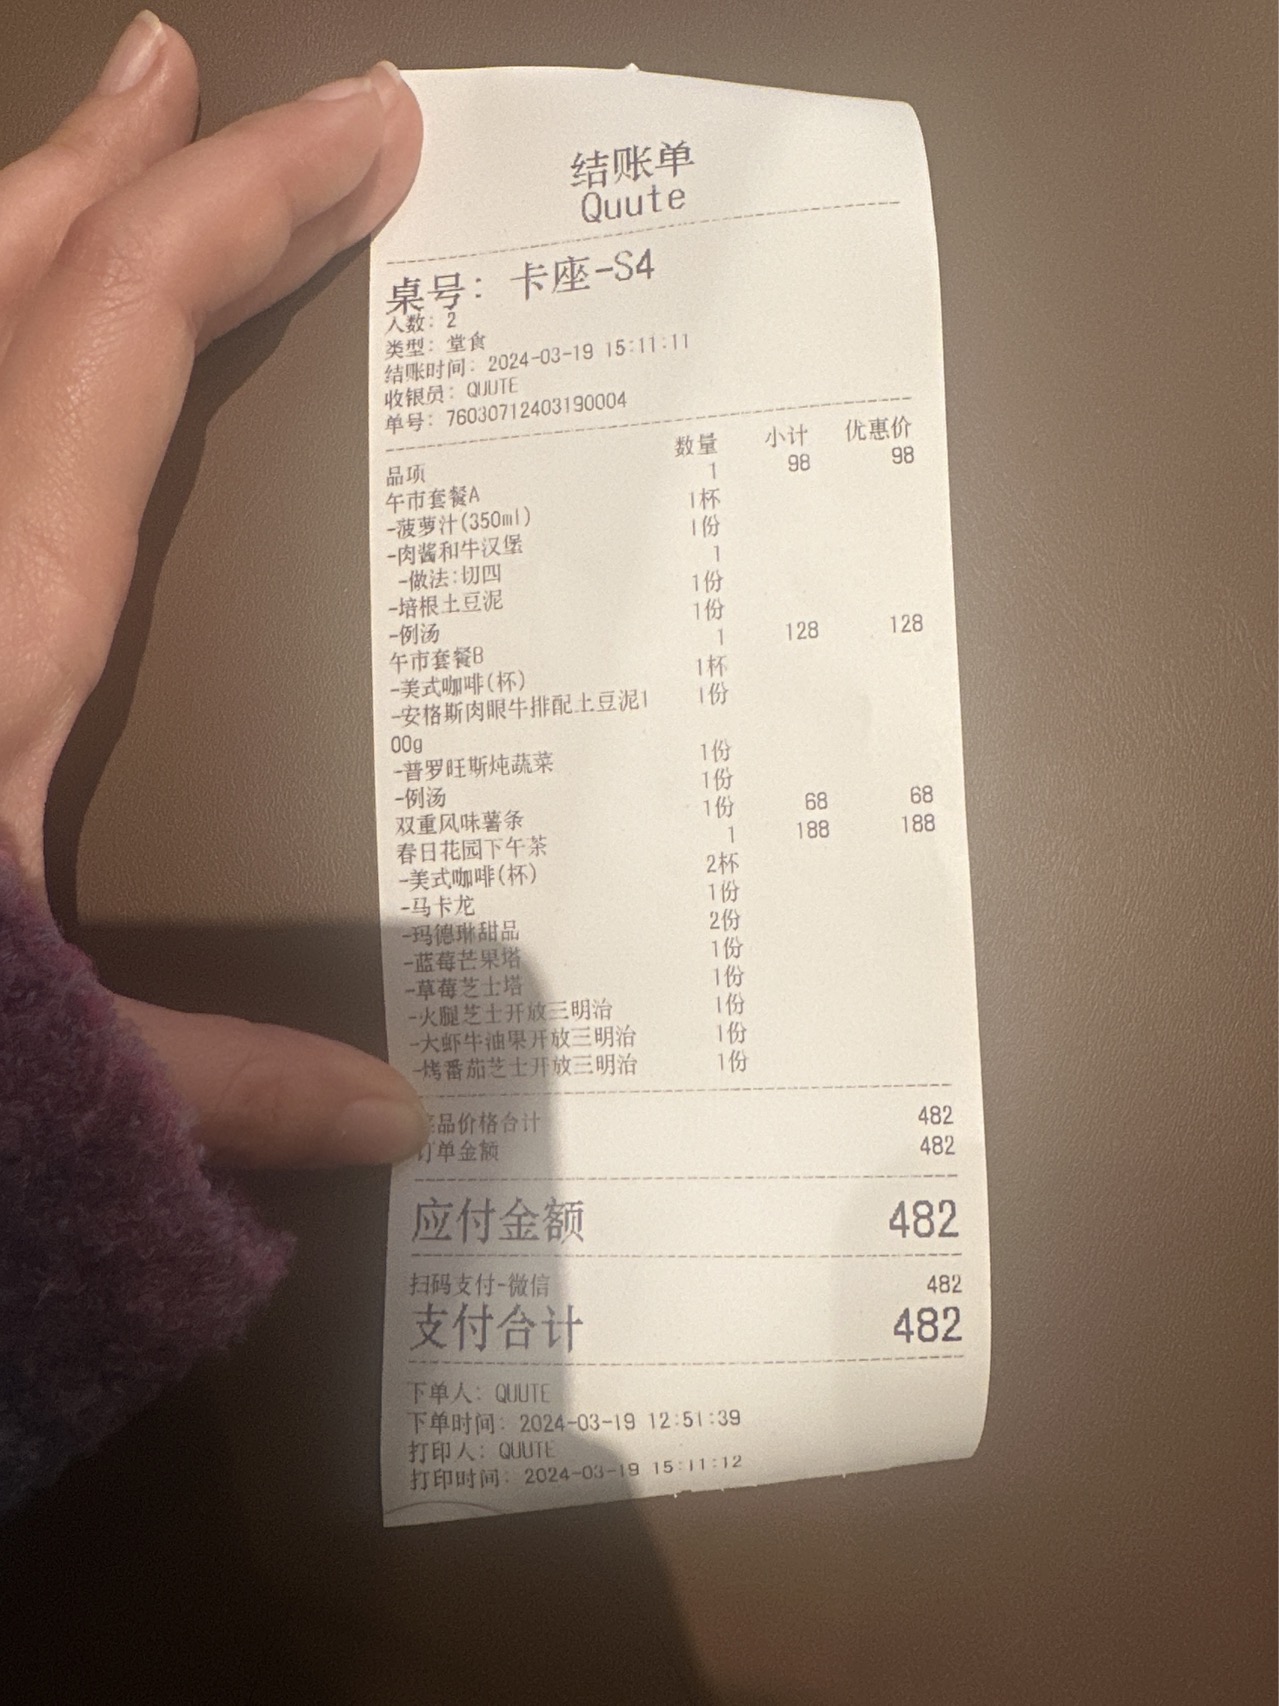 结账单
Quute
桌号: 卡座-S4
人数: 2
类型: 堂食
结账时间: 2024-03-19 15:11:11
收银员: QUUTE
单号: 76030712403190004
品项 数量 小计 优惠价
午市套餐A 1 98 98
-菠萝汁(350ml) 1杯
-肉酱和牛汉堡 1份
-做法:切四 1
-培根土豆泥 1份
-例汤 1份
午市套餐B 1 128 128
-美式咖啡(杯) 1杯
-安格斯肉眼牛排配土豆泥1 1份
00g
-普罗旺斯炖蔬菜 1份
-例汤 1份
双重风味薯条 1份 68 68
春日花园下午茶 1 188 188
-美式咖啡(杯) 2杯
-马卡龙 1份
-玛德琳甜品 2份
-蓝莓芒果塔 1份
-草莓芝士塔 1份
-火腿芝士开放三明治 1份
-大虾牛油果开放三明治 1份
-烤番茄芝士开放三明治 1份
品价格合计 482
订单金额 482
应付金额 482
扫码支付-微信 482
支付合计 482
下单人: QUUTE
下单时间: 2024-03-19 12:51:39
打印人: QUUTE
打印时间: 2024-03-19 15:11:12